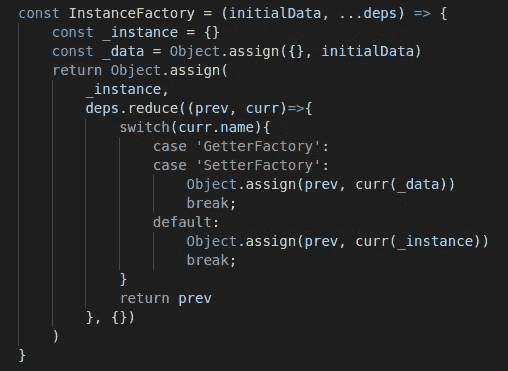 const InstanceFactory = (initialData, ...deps) => {
    const _instance = {}
    const _data = Object.assign({}, initialData)
    return Object.assign(
        _instance,
        deps.reduce((prev, curr)=>{
            switch(curr.name){
                case 'GetterFactory':
                case 'SetterFactory':
                    Object.assign(prev, curr(_data))
                    break;
                default:
                    Object.assign(prev, curr(_instance))
                    break;
            }
            return prev
        }, {})
    )
}